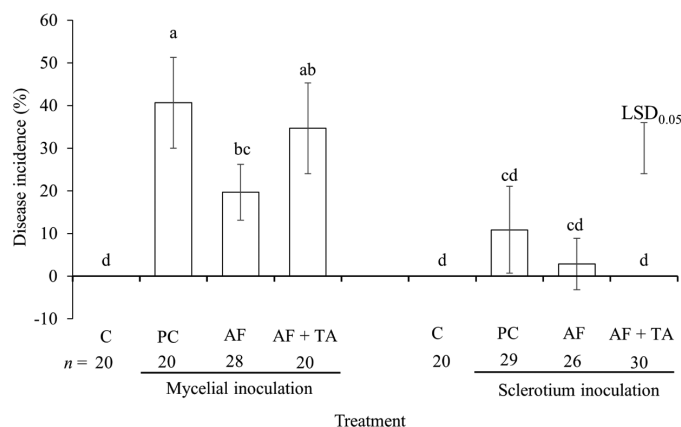 60
50
40
30
20
10
0
-10
Disease incidence (%)
d
a
bc
ab
d
cd
cd
d
LSD0.05
C PC AF AF + TA C PC AF AF + TA
n = 20 20 28 20 20 29 26 30
Mycelial inoculation Sclerotium inoculation
Treatment